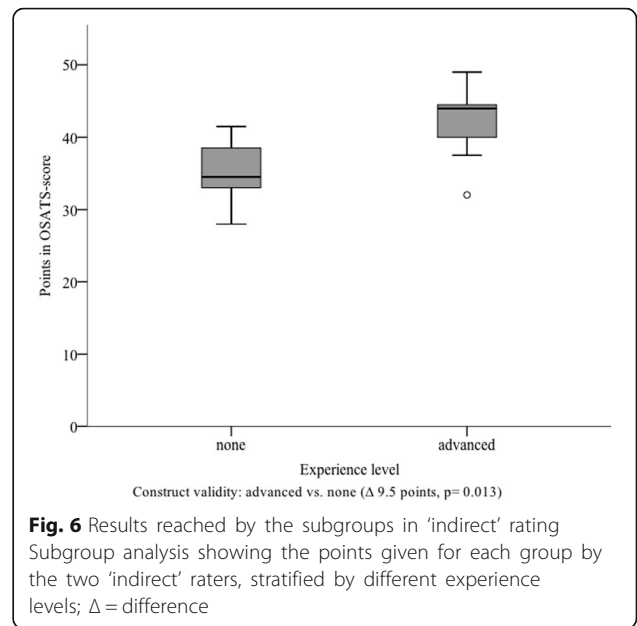 50
40
30
20
10
0
Points in OSATS-score
none
advanced
Experience level
Construct validity: advanced vs. none (Δ 9.5 points, p= 0.013)
Fig. 6 Results reached by the subgroups in ‘indirect’ rating
Subgroup analysis showing the points given for each group by
the two ‘indirect’ raters, stratified by different experience
levels; Δ = difference